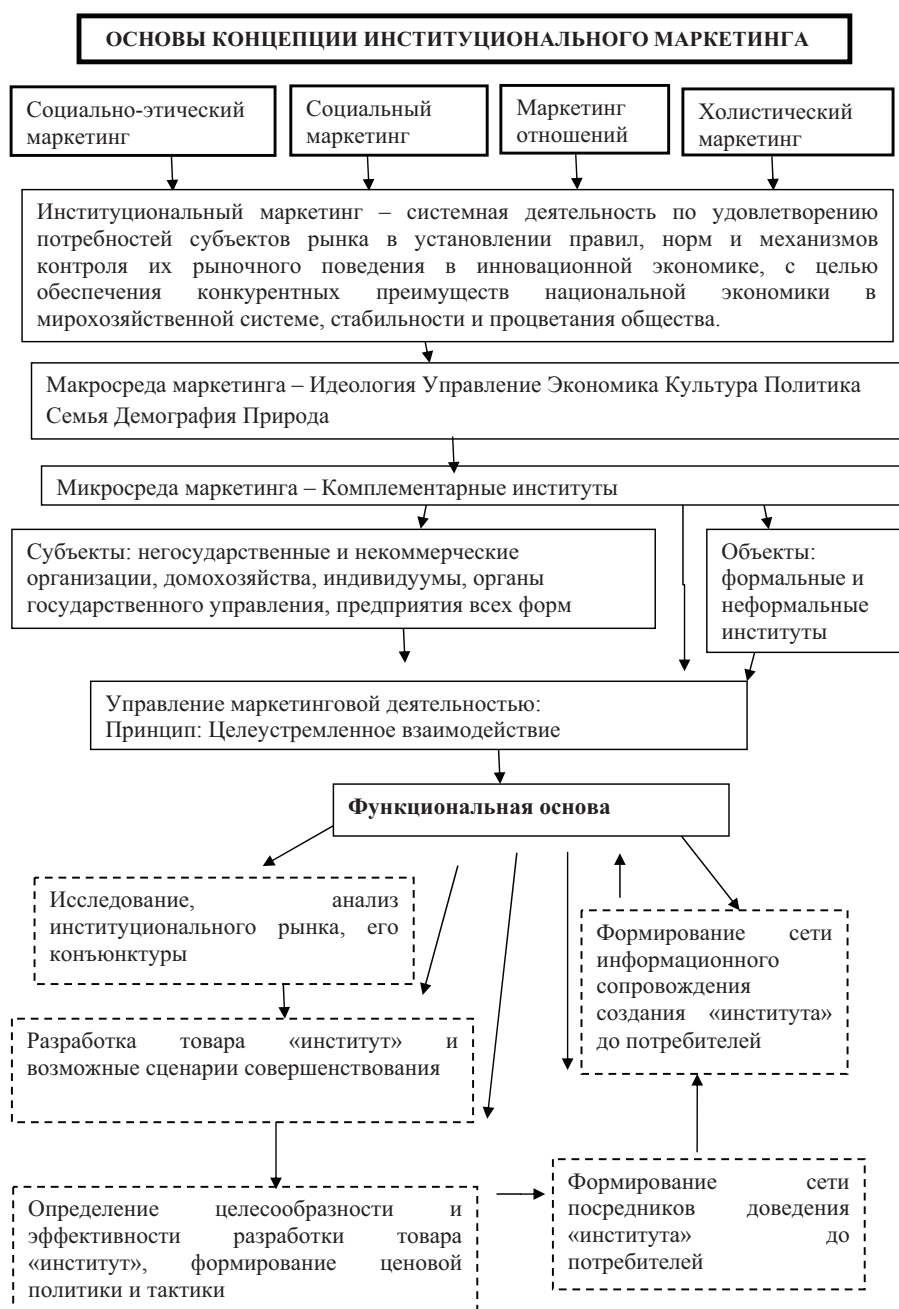 ОСНОВЫ КОНЦЕПЦИИ ИНСТИТУЦИОНАЛЬНОГО МАРКЕТИНГА
Социально-этический
маркетинг
Социальный
маркетинг
Маркетинг
отношений
Холистический
маркетинг
Институциональный маркетинг – системная деятельность по удовлетворению
потребностей субъектов рынка в установлении правил, норм и механизмов
контроля их рыночного поведения в инновационной экономике, с целью
обеспечения конкурентных преимуществ национальной экономики в
мирохозяйственной системе, стабильности и процветания общества.
Макросреда маркетинга – Идеология Управление Экономика Культура Политика
Семья Демография Природа
Микросреда маркетинга – Комплементарные институты
Субъекты: негосударственные и некоммерческие
организации, домохозяйства, индивидуумы, органы
государственного управления, предприятия всех форм
Объекты:
формальные и
неформальные
институты
Управление маркетинговой деятельностью:
Принцип: Целеустремленное взаимодействие
Функциональная основа
Исследование, анализ
институционального рынка, его
конъюнктуры
Формирование сети
информационного
сопровождения
создания «института»
до потребителей
Разработка товара «институт» и
возможные сценарии совершенствования
Определение целесообразности и
эффективности разработки товара
«институт», формирование ценовой
политики и тактики
Формирование сети
посредников доведения
«института» до
потребителей